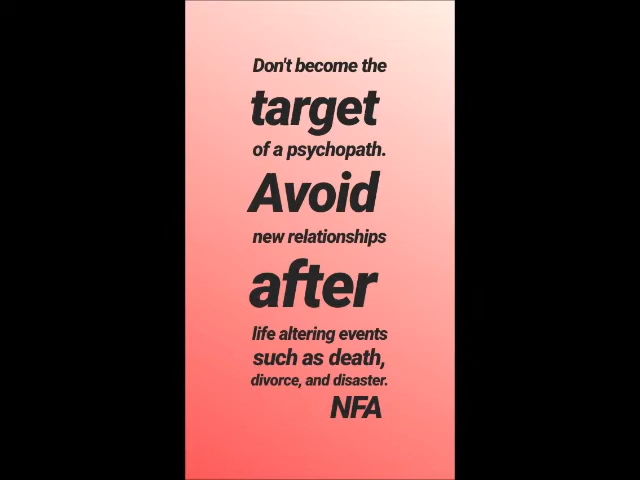 Don't become the
target
of a psychopath.
Avoid
new relationships
after
life altering events
such as death,
divorce, and disaster.
NFA